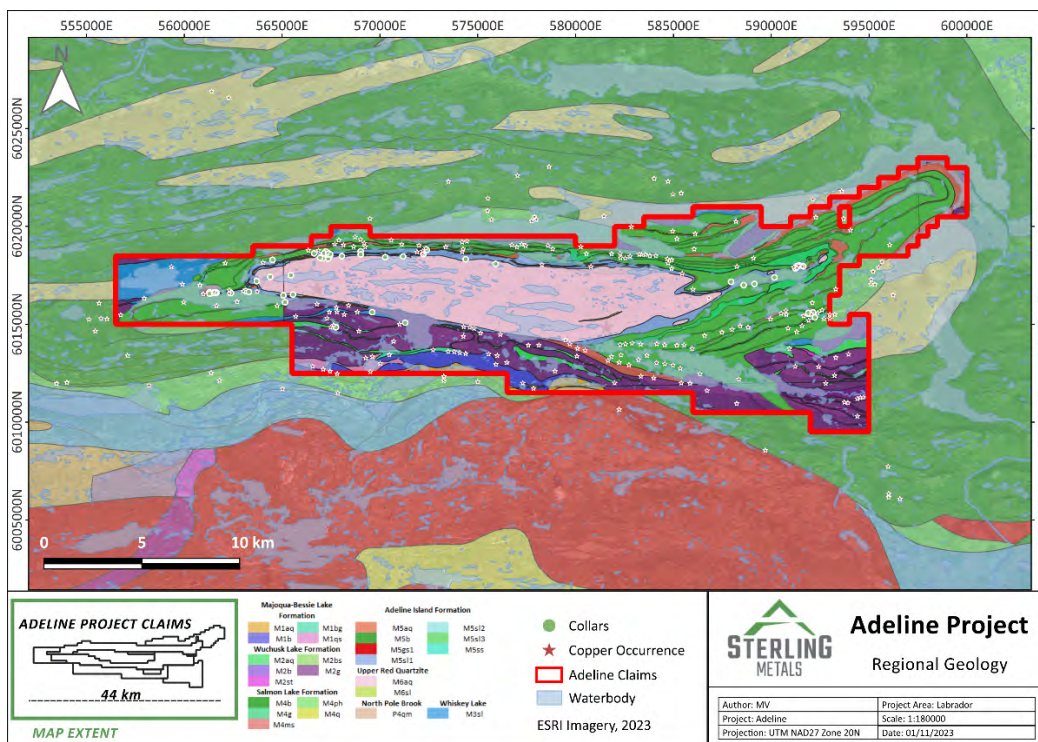 555000E 560000E 565000E 570000E 575000E 580000E 585000E 590000E 595000E 600000E
N
6025000N
6020000N
6015000N
6010000N
6005000N
0 5 10 km
ADELINE PROJECT CLAIMS
44 km
MAP EXTENT
Majoqua-Bessie Lake
Formation
M1aq M1bg
M1b M1qs
Wuchusk Lake Formation
M2aq M2bs
M2b M2g
M2st
Salmon Lake Formation
M4b M4ph
M4g M4q
M4ms
Adeline Island Formation
M5aq M5sl2
M5b M5sl3
M5gs1 M5ss
M5sl1
Upper Red Quartzite
M6aq
M6sl
North Pole Brook Whiskey Lake
P4qm M3sl
Collars
Copper Occurrence
Adeline Claims
Waterbody
ESRI Imagery, 2023
STERLING
METALS
Adeline Project
Regional Geology
Author: MV Project Area: Labrador
Project: Adeline Scale: 1:180000
Projection: UTM NAD27 Zone 20N Date: 01/11/2023